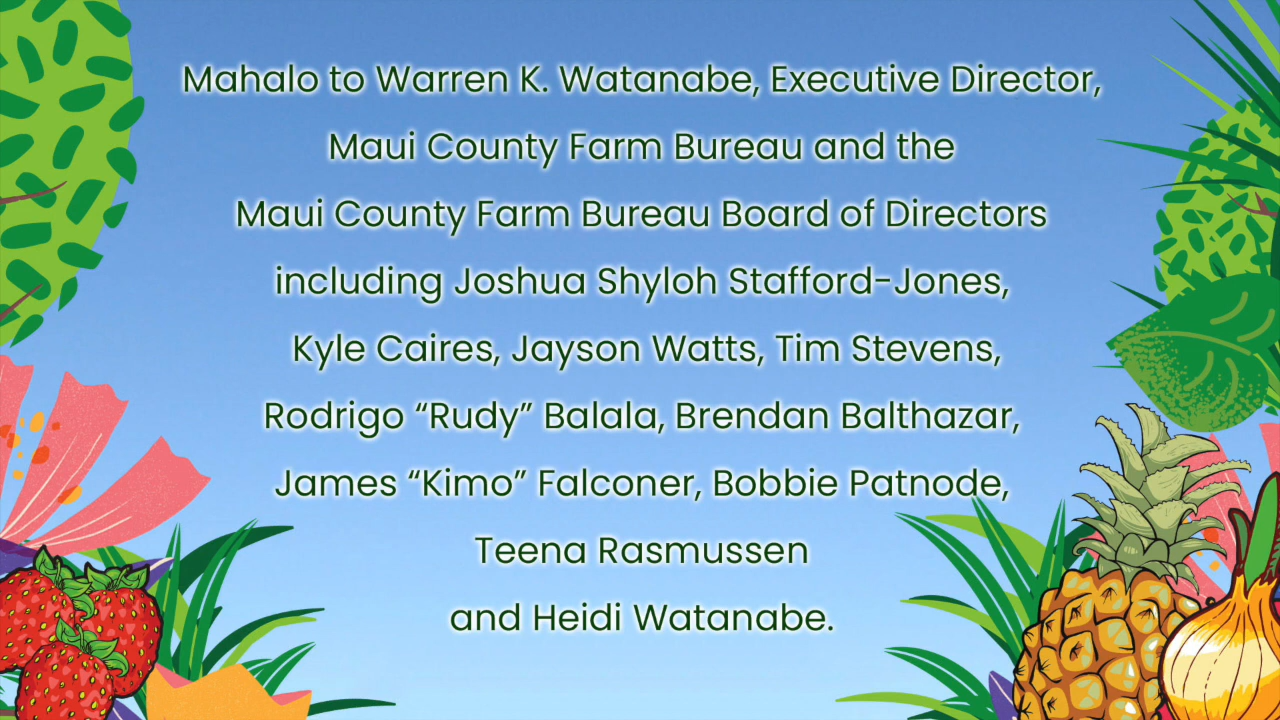 Mahalo to Warren K. Watanabe, Executive Director,
Maui County Farm Bureau and the
Maui County Farm Bureau Board of Directors
including Joshua Shyloh Stafford-Jones,
Kyle Caires, Jayson Watts, Tim Stevens,
Rodrigo “Rudy” Balala, Brendan Balthazar,
James “Kimo” Falconer, Bobbie Patnode,
Teena Rasmussen
and Heidi Watanabe.